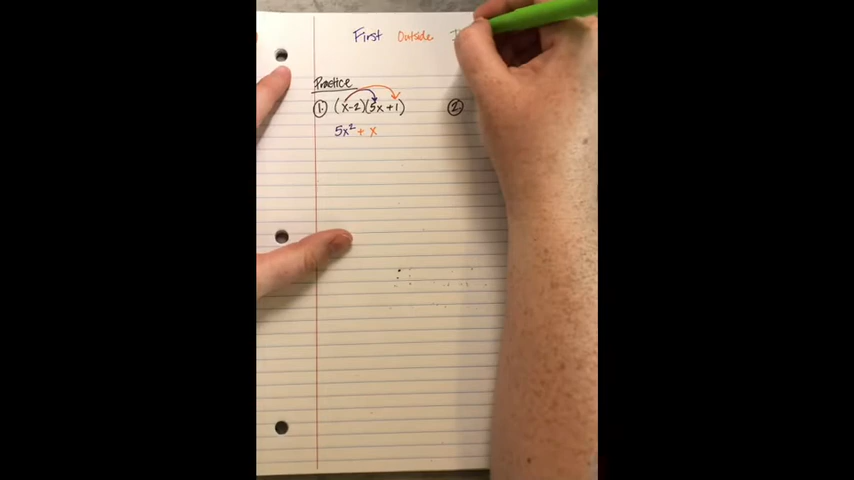 First Outside I
Practice
1. (x-2)(5x+1) 2.
5x² + x